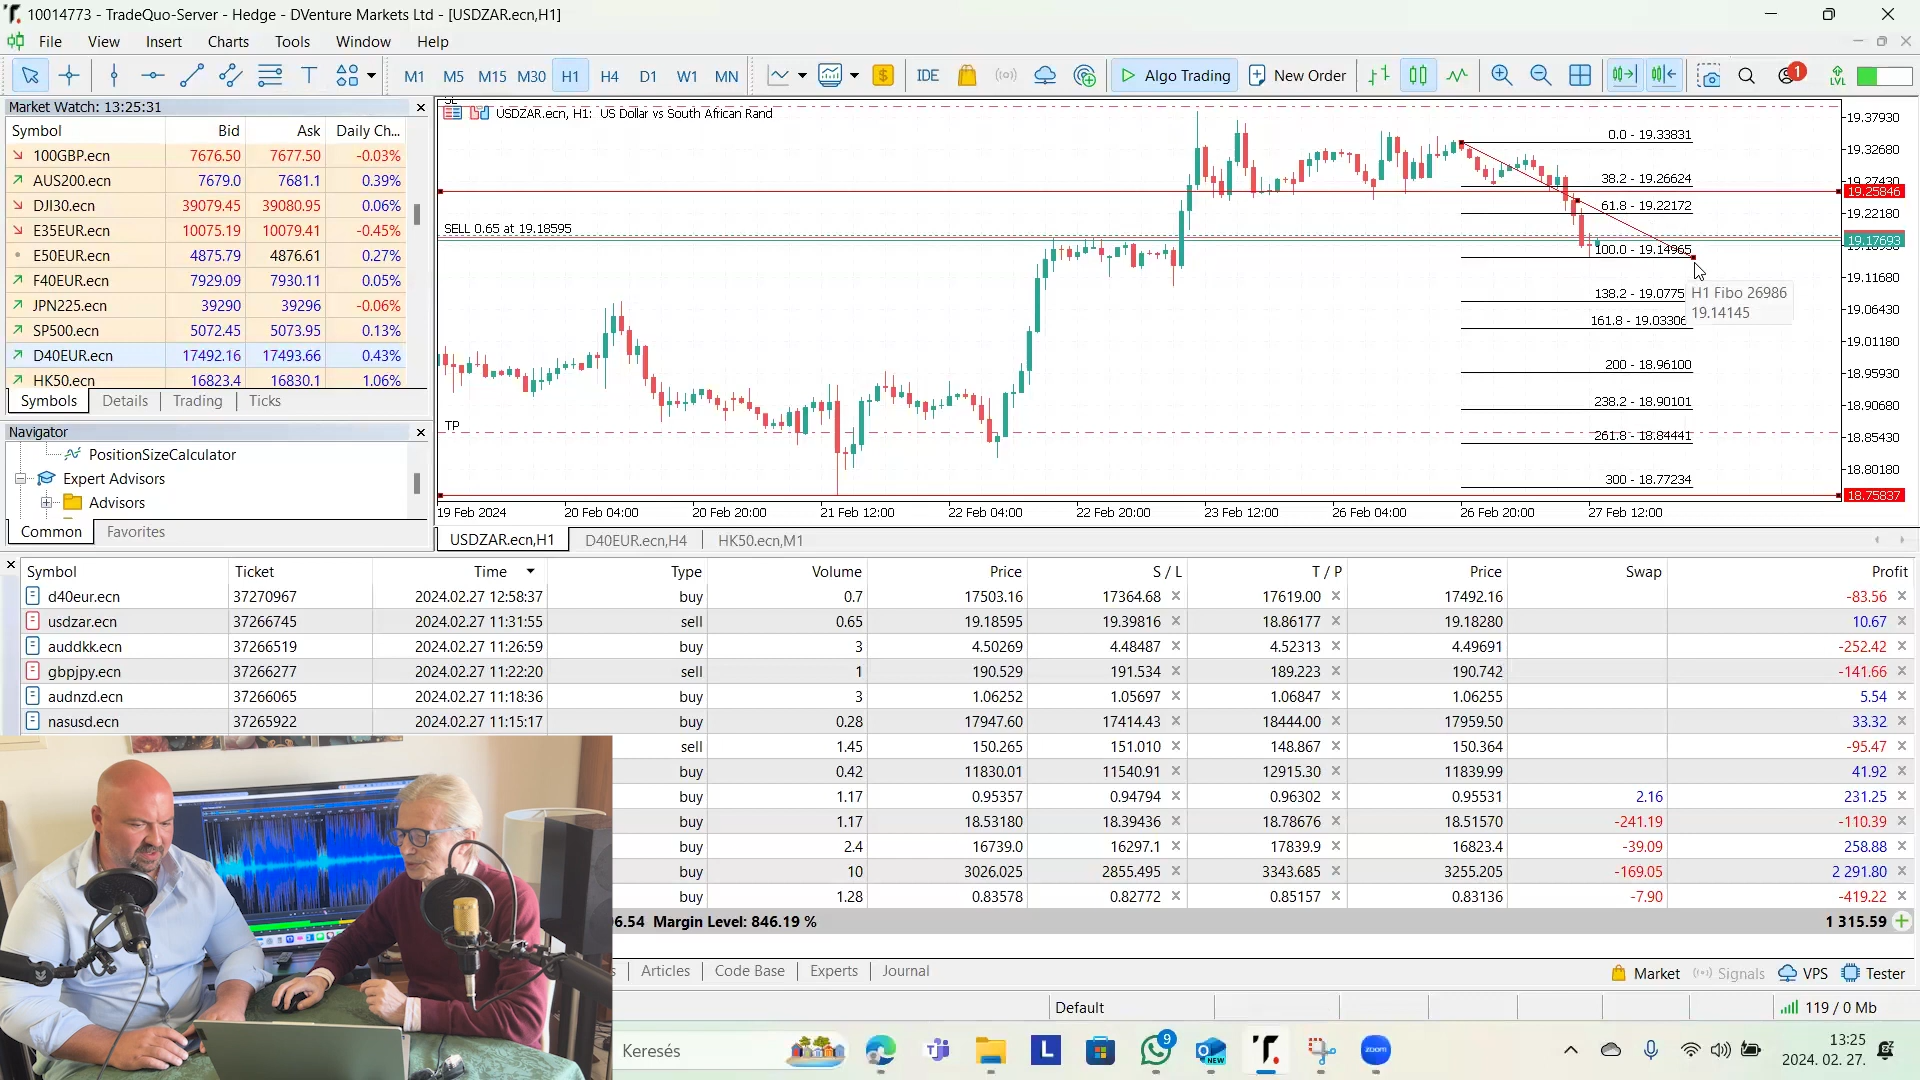 10014773 - TradeQuo-Server - Hedge - DVenture Markets Ltd - [USDZAR.ecn,H1]
File View Insert Charts Tools Window Help
M1 M5 M15 M30 H1 H4 D1 W1 MN IDE Algo Trading New Order LVL 1
Market Watch: 13:25:31
Symbol Bid Ask Daily Ch...
100GBP.ecn 7676.50 7677.50 -0.03%
AUS200.ecn 7679.0 7681.1 0.39%
DJI30.ecn 39079.45 39080.95 0.06%
E35EUR.ecn 10075.19 10079.41 -0.45%
E50EUR.ecn 4875.79 4876.61 0.27%
F40EUR.ecn 7929.09 7930.11 0.05%
JPN225.ecn 39290 39296 -0.06%
SP500.ecn 5072.45 5073.95 0.13%
D40EUR.ecn 17492.16 17493.66 0.43%
HK50.ecn 16823.4 16830.1 1.06%
Symbols Details Trading Ticks
Navigator
PositionSizeCalculator
Expert Advisors
Advisors
Common Favorites
SL
USDZAR.ecn, H1: US Dollar vs South African Rand
SELL 0.65 at 19.18595
TP
0.0 - 19.33831
38.2 - 19.26624
61.8 - 19.22172
100.0 - 19.14965
138.2 - 19.0775
161.8 - 19.03306
200 - 18.96100
238.2 - 18.90101
261.8 - 18.84441
300 - 18.77234
H1 Fibo 26986
19.14145
19.37930
19.32680
19.27430
19.25846
19.22180
19.17693
19.11680
19.06430
19.01180
18.95930
18.90680
18.85430
18.80180
18.75837
19 Feb 2024 20 Feb 04:00 20 Feb 20:00 21 Feb 12:00 22 Feb 04:00 22 Feb 20:00 23 Feb 12:00 26 Feb 04:00 26 Feb 20:00 27 Feb 12:00
USDZAR.ecn,H1 D40EUR.ecn,H4 HK50.ecn,M1
Symbol Ticket Time Type Volume Price S / L T / P Price Swap Profit
d40eur.ecn 37270967 2024.02.27 12:58:37 buy 0.7 17503.16 17364.68 17619.00 17492.16 -83.56
usdzar.ecn 37266745 2024.02.27 11:31:55 sell 0.65 19.18595 19.39816 18.86177 19.18280 10.67
auddkk.ecn 37266519 2024.02.27 11:26:59 buy 3 4.50269 4.48487 4.52313 4.49691 -252.42
gbpjpy.ecn 37266277 2024.02.27 11:22:20 sell 1 190.529 191.534 189.223 190.742 -141.66
audnzd.ecn 37266065 2024.02.27 11:18:36 buy 3 1.06252 1.05697 1.06847 1.06255 5.54
nasusd.ecn 37265922 2024.02.27 11:15:17 buy 0.28 17947.60 17414.43 18444.00 17959.50 33.32
sell 1.45 150.265 151.010 148.867 150.364 -95.47
buy 0.42 11830.01 11540.91 12915.30 11839.99 41.92
buy 1.17 0.95357 0.94794 0.96302 0.95531 2.16 231.25
buy 1.17 18.53180 18.39436 18.78676 18.51570 -241.19 -110.39
buy 2.4 16739.0 16297.1 17839.9 16823.4 -39.09 258.88
buy 10 3026.025 2855.495 3343.685 3255.205 -169.05 2 291.80
buy 1.28 0.83578 0.82772 0.85157 0.83136 -7.90 -419.22
6.54 Margin Level: 846.19 % 1 315.59
Articles Code Base Experts Journal Market Signals VPS Tester
Default 119 / 0 Mb
Keresés 9 NEW zoom 13:25
2024. 02. 27.